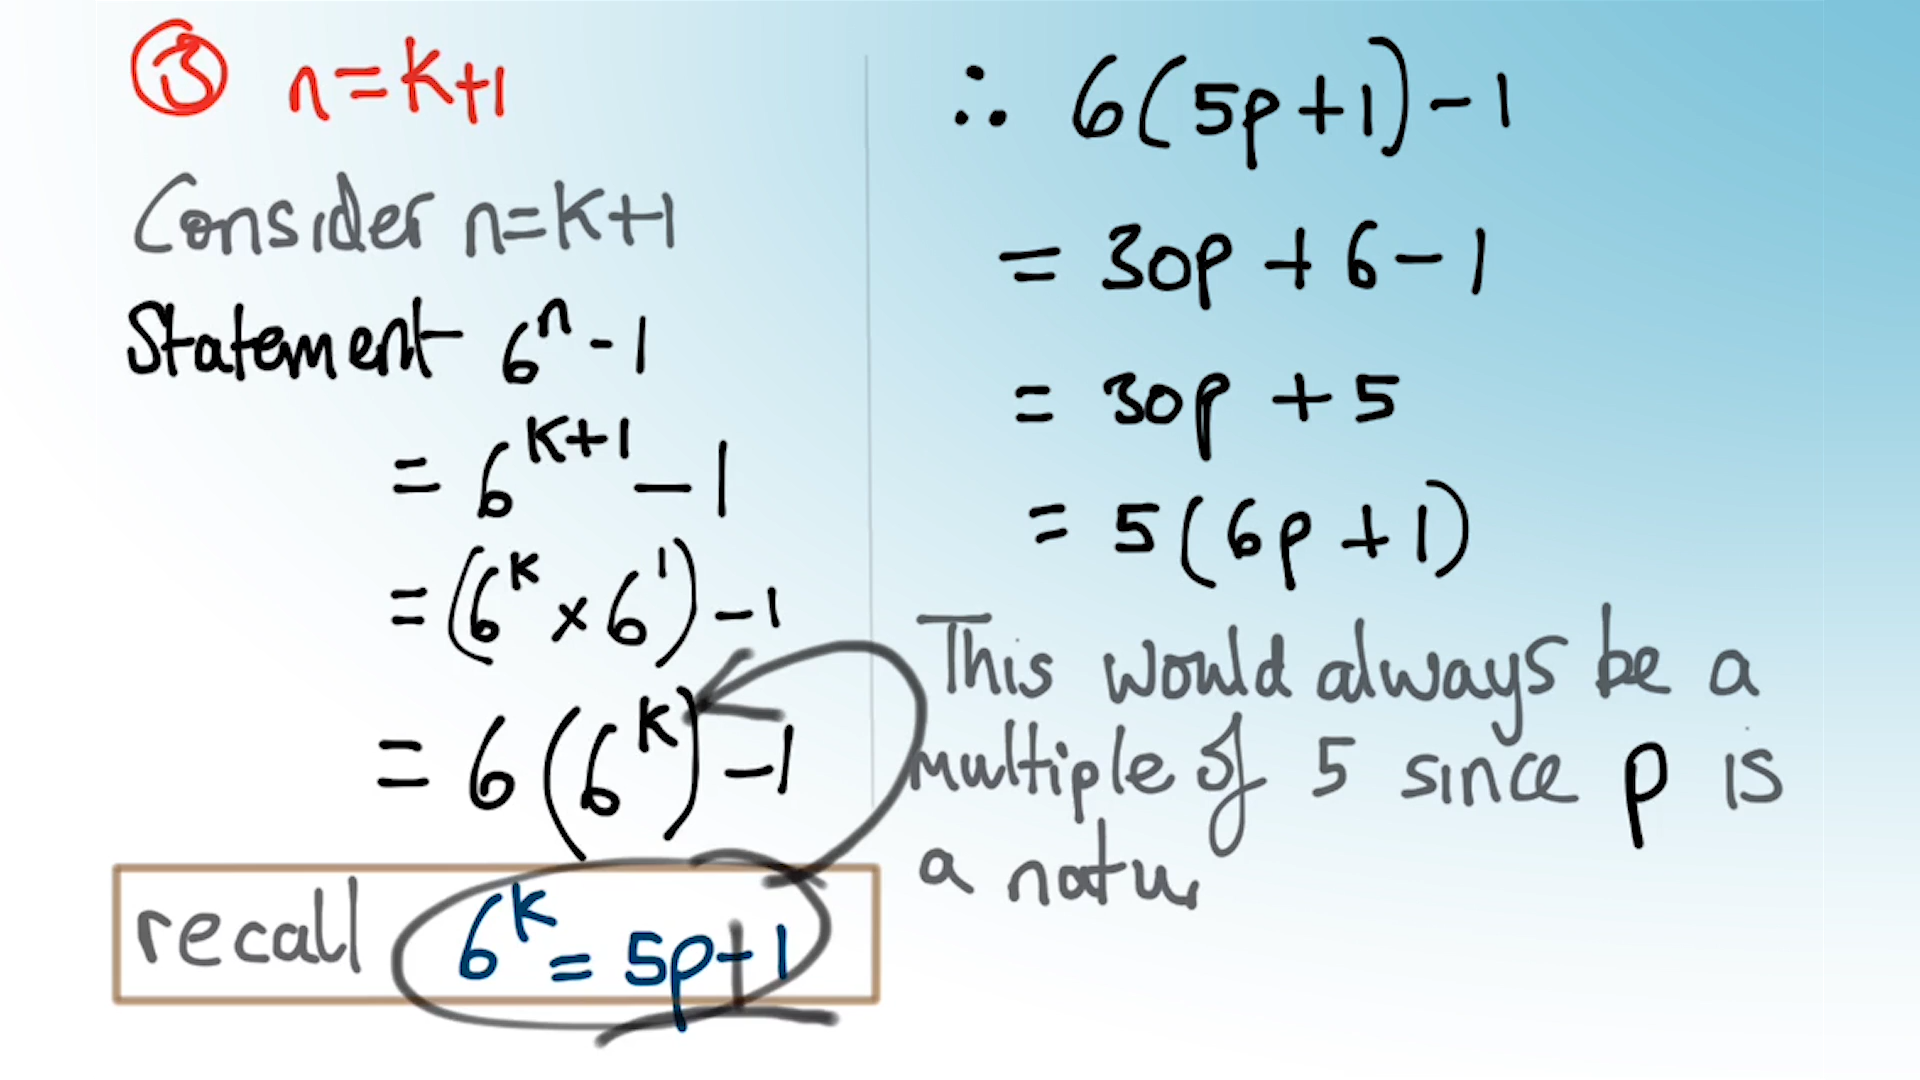 ③ n=k+1
Consider n=k+1
Statement 6ⁿ - 1
= 6ᵏ⁺¹ - 1
= (6ᵏ × 6¹) - 1
= 6(6ᵏ) - 1
recall 6ᵏ = 5p+1
∴ 6(5p+1) - 1
= 30p + 6 - 1
= 30p + 5
= 5(6p + 1)
This would always be a
multiple of 5 since p is
a natu